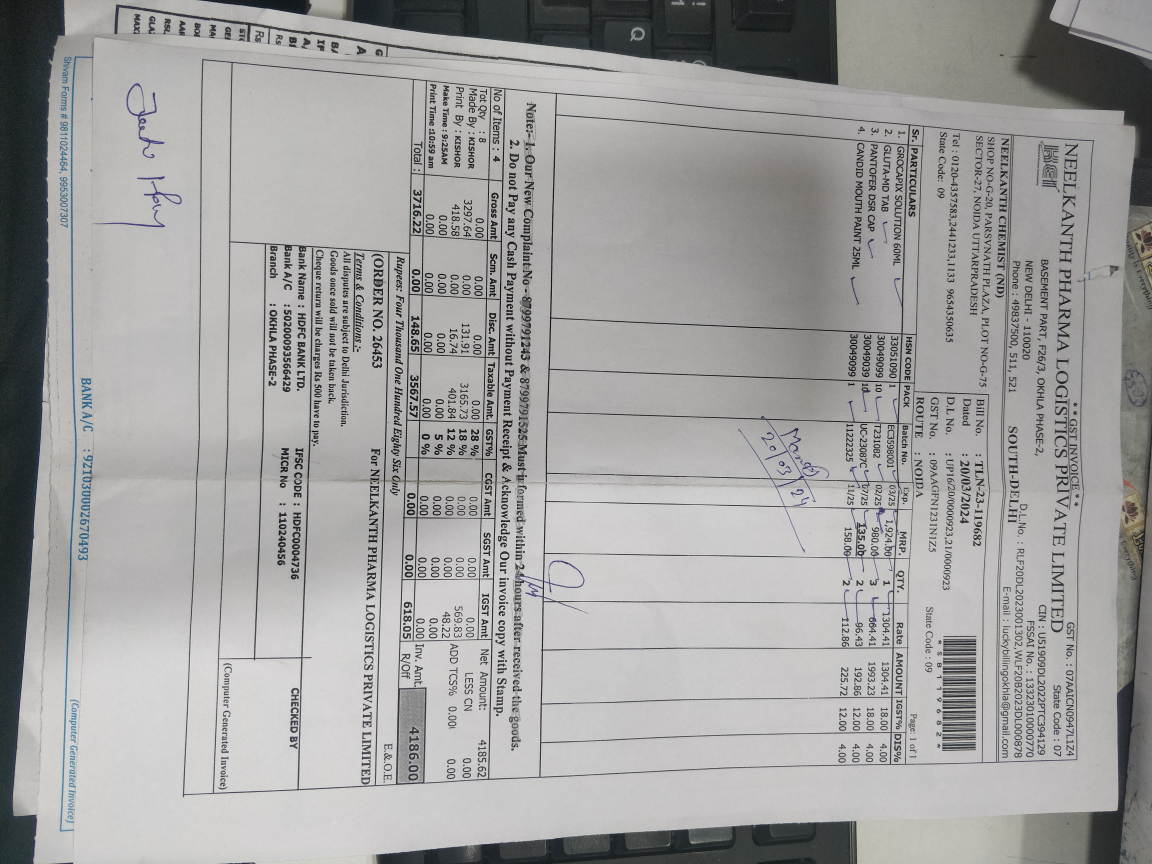 **GST INVOICE**
NEELKANTH PHARMA LOGISTICS PRIVATE LIMITED
BASEMENT PART, F26/3, OKHLA PHASE-2,
NEW DELHI - 110020
Phone : 49837500, 511, 521
GST No. : 07AAICN0947L1Z4
State Code : 07
CIN : U51909DL2022PTC394129
FSSAI No. : 13323010000770
D.L.No. : RLF20DL2023001302,WLF20B2023DL000878
E-mail : luckybillingokhla@gmail.com
SOUTH-DELHI
NEELKANTH CHEMIST (ND)
SHOP NO-G-20, PARSVNATH PLAZA, PLOT NO-G-75
SECTOR-27, NOIDA UTTARPRADESH
Tel : 0120-4357583,2441233,1133 9654350635
State Code: 09
Bill No. : TLN-23-119682
Dated : 20/03/2024
D.L No. : UP16/20/0000923,21/0000923
GST No. : 09AAGFN1231N1Z5 State Code : 09
ROUTE : NOIDA
Page: 1 of 1
Sr. PARTICULARS HSN CODE PACK Batch No. Exp. MRP. QTY. Rate AMOUNT IGST% DIS%
1. GROCAPIX SOLUTION 60ML 33051090 1 EC3598001 03/25 1,924.00 1 1304.41 1304.41 18.00 4.00
2. GLUTA-MD TAB 30049099 10 T231082 02/25 980.00 3 664.41 1993.23 18.00 4.00
3. PANTOFER DSR CAP 30049039 10 UC-23087C 07/25 135.00 2 96.43 192.86 12.00 4.00
4. CANDID MOUTH PAINT 25ML 30049099 1 11222325 11/25 158.00 2 112.86 225.72 12.00 4.00
20/03/24
Note:- 1. Our New Complaint No - 8799791243 & 8799791525 Must informed within 24 hours after received the goods.
2. Do not Pay any Cash Payment without Payment Receipt & Acknowledge Our invoice copy with Stamp.
No of Items : 4 Gross Amt Scm. Amt Disc. Amt Taxable Amt. GST% CGST Amt SGST Amt IGST Amt Net Amount: 4185.62
Tot Qty : 8 0.00 0.00 0.00 0.00 28 % 0.00 0.00 0.00 LESS CN 0.00
Made By : KISHOR 3297.64 0.00 131.91 3165.73 18 % 0.00 0.00 569.83
Print By : KISHOR 418.58 0.00 16.74 401.84 12 % 0.00 0.00 48.22 ADD TCS% 0.00 0.00
Make Time : 9:25AM 0.00 0.00 0.00 0.00 5 % 0.00 0.00 0.00
Print Time :10:59 am 0.00 0.00 0.00 0.00 0 % 0.00 0.00 0.00
Total : 3716.22 0.00 148.65 3567.57 0.00 0.00 618.05 Inv. Amt R/Off 4186.00
Rupees: Four Thousand One Hundred Eighty Six Only
E.&.O.E.
(ORDER NO. 26453
For NEELKANTH PHARMA LOGISTICS PRIVATE LIMITED
Terms & Conditions :-
All disputes are subject to Delhi Jurisdiction.
Goods once sold will not be taken back.
Cheque return will be charges Rs 500 have to pay.
Bank Name : HDFC BANK LTD. IFSC CODE : HDFC0004736
Bank A/C : 50200093566429 MICR No : 110240456
Branch : OKHLA PHASE-2
CHECKED BY
(Computer Generated Invoice)
Shivam Forms # 9811024464, 9953007307
BANK A/C : 921030002670493
(Computer Generated Invoice)
Q